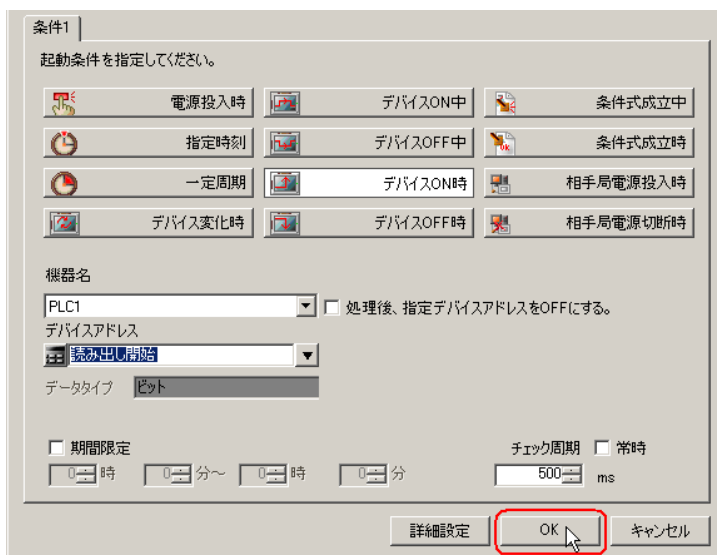 条件1
起動条件を指定してください。
電源投入時 デバイスON中 条件式成立中
指定時刻 デバイスOFF中 条件式成立時
一定周期 デバイスON時 相手局電源投入時
デバイス変化時 デバイスOFF時 相手局電源切断時
機器名
PLC1 処理後、指定デバイスアドレスをOFFにする。
デバイスアドレス
読み出し開始
データタイプ ビット
期間限定 チェック周期 常時
0 時 0 分～ 0 時 0 分 500 ms
詳細設定 OK キャンセル